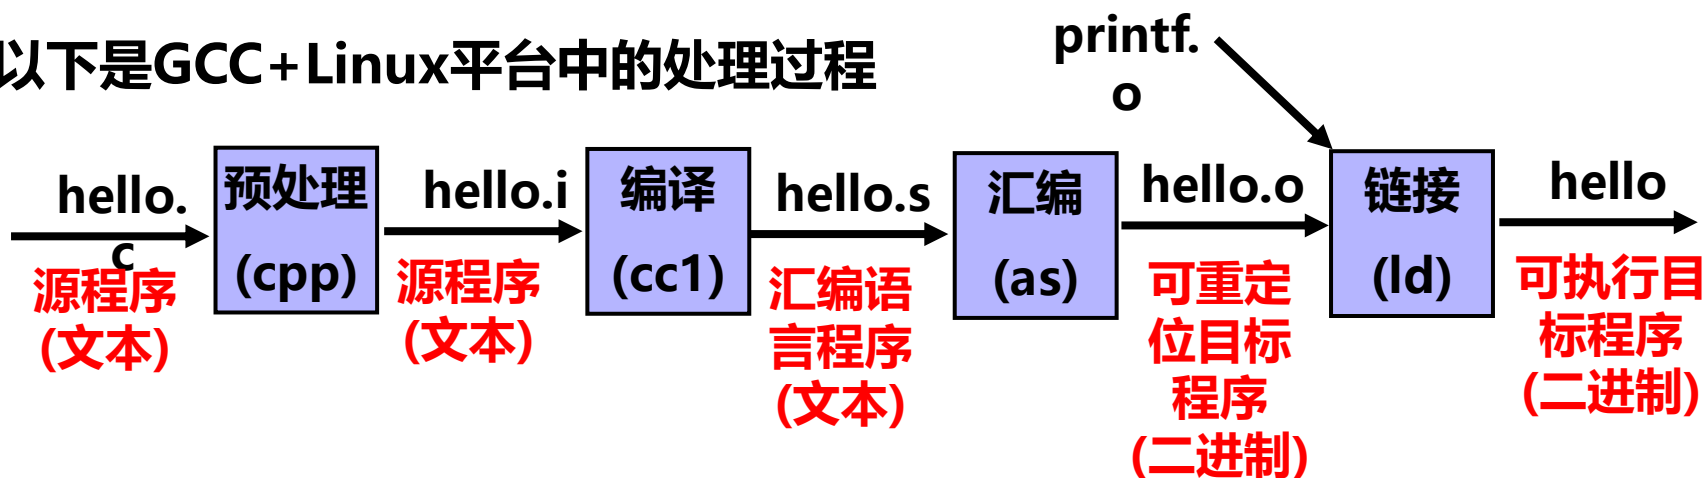 以下是GCC+Linux平台中的处理过程
printf.
o
hello.
c
源程序
(文本)
预处理
(cpp)
hello.i
源程序
(文本)
编译
(cc1)
hello.s
汇编语
言程序
(文本)
汇编
(as)
hello.o
可重定
位目标
程序
(二进制)
链接
(ld)
hello
可执行目
标程序
(二进制)